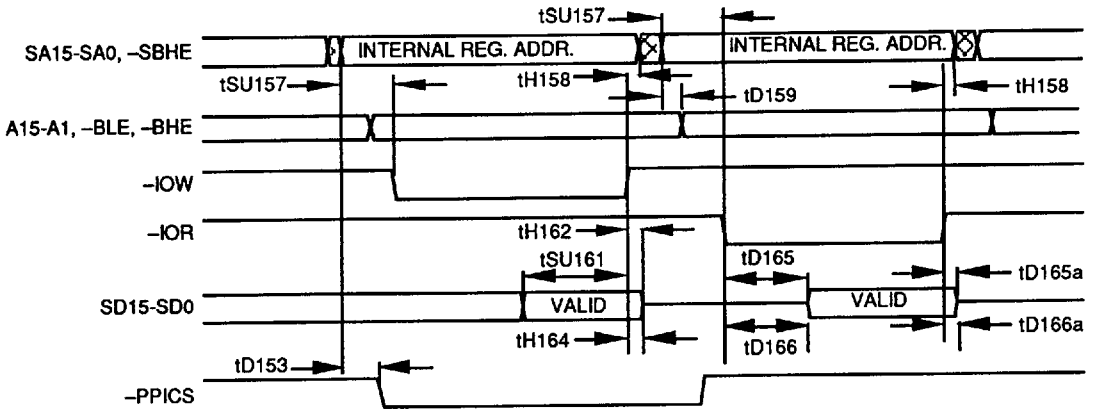 tSU157
SA15-SA0, –SBHE
INTERNAL REG. ADDR.
INTERNAL REG. ADDR.
tSU157
tH158
tD159
tH158
A15-A1, –BLE, –BHE
–IOW
–IOR
tH162
tSU161
tD165
tD165a
SD15-SD0
VALID
VALID
tH164
tD166
tD166a
tD153
–PPICS